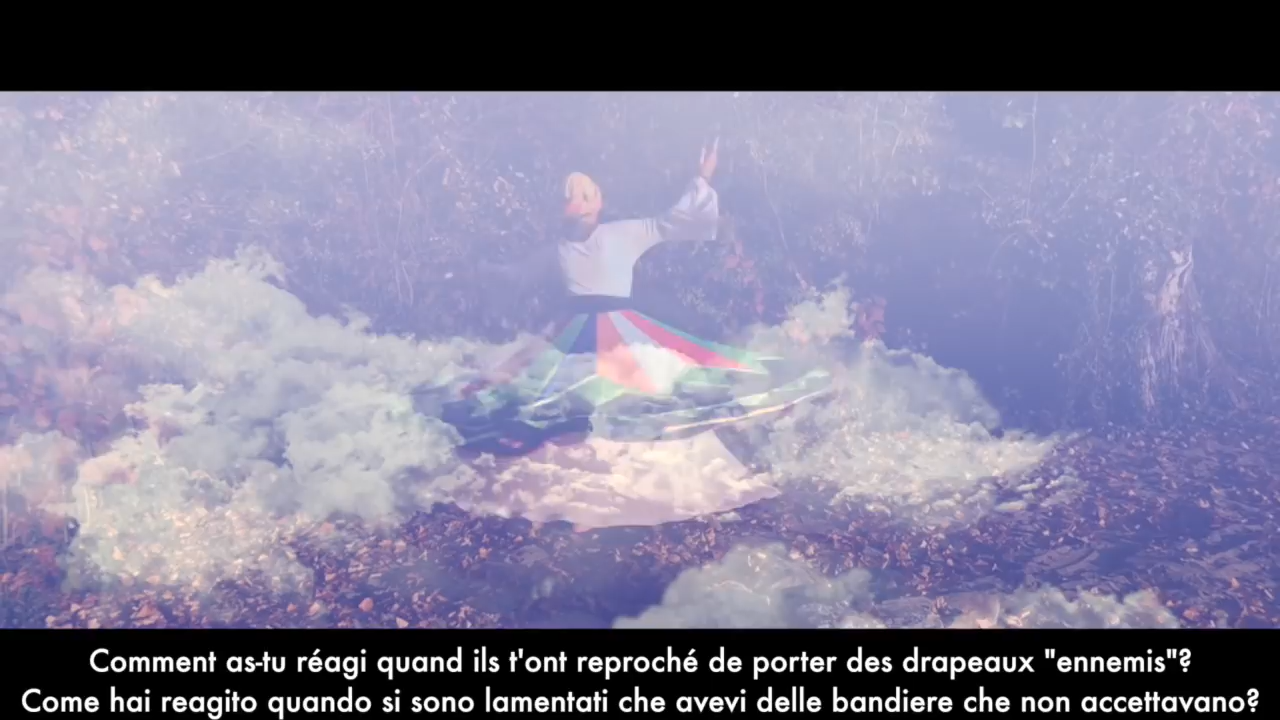 Comment as-tu réagi quand ils t'ont reproché de porter des drapeaux "ennemis"?
Come hai reagito quando si sono lamentati che avevi delle bandiere che non accettavano?